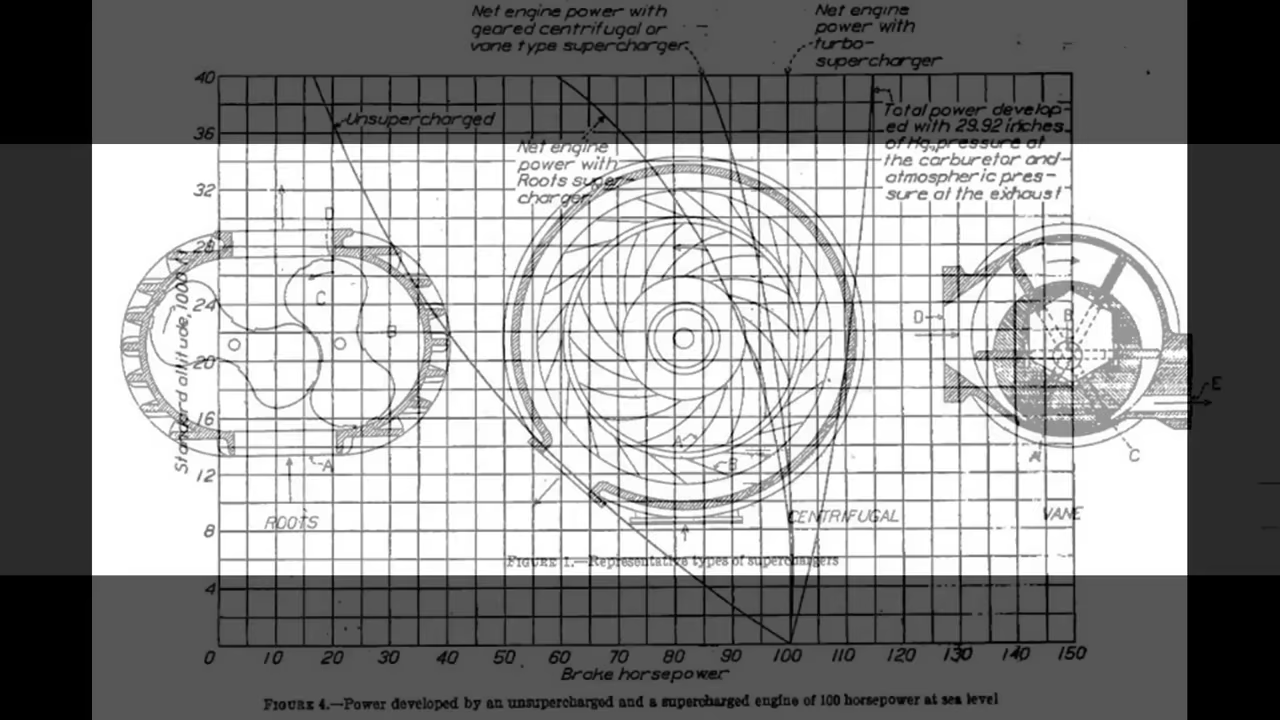 Net engine power with
geared centrifugal or
vane type supercharger
Net engine
power with
turbo-
supercharger
40
Unsupercharged
Net engine
power with
Roots super-
charger
Total power develop-
ed with 29.92 inches
of Hg. pressure at
the carburetor and
atmospheric pres-
sure at the exhaust
36
32
28
24
20
16
12
8
4
Standard altitude, 1000 ft
D
C
B
A
ROOTS
A
B
CENTRIFUGAL
D
B
E
A
C
VANE
FIGURE 1.—Representative types of superchargers
0 10 20 30 40 50 60 70 80 90 100 110 120 130 140 150
Brake horsepower
FIGURE 4.—Power developed by an unsupercharged and a supercharged engine of 100 horsepower at sea level